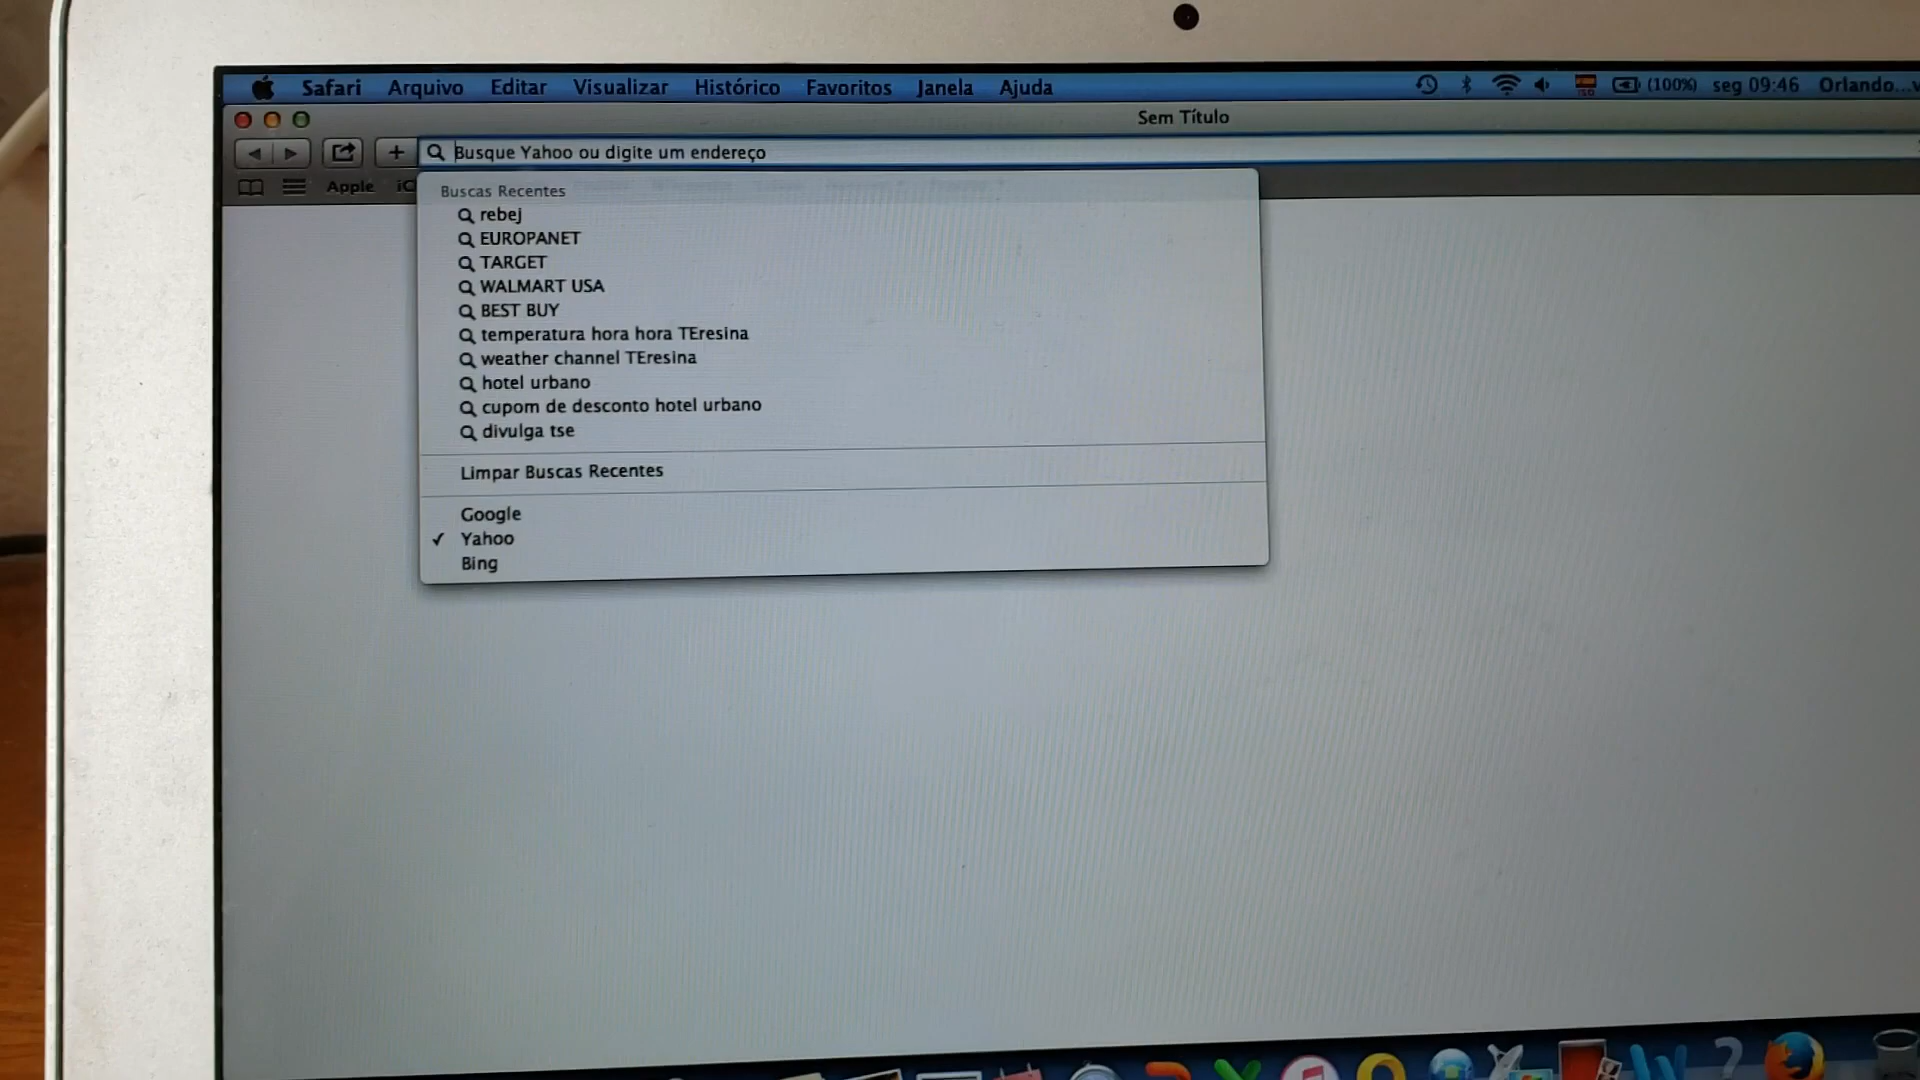 Safari Arquivo Editar Visualizar Histórico Favoritos Janela Ajuda (100%) seg 09:46 Orlando...
Sem Título
Busque Yahoo ou digite um endereço
Apple
Buscas Recentes
rebej
EUROPANET
TARGET
WALMART USA
BEST BUY
temperatura hora hora TEresina
weather channel TEresina
hotel urbano
cupom de desconto hotel urbano
divulga tse
Limpar Buscas Recentes
Google
✓ Yahoo
Bing